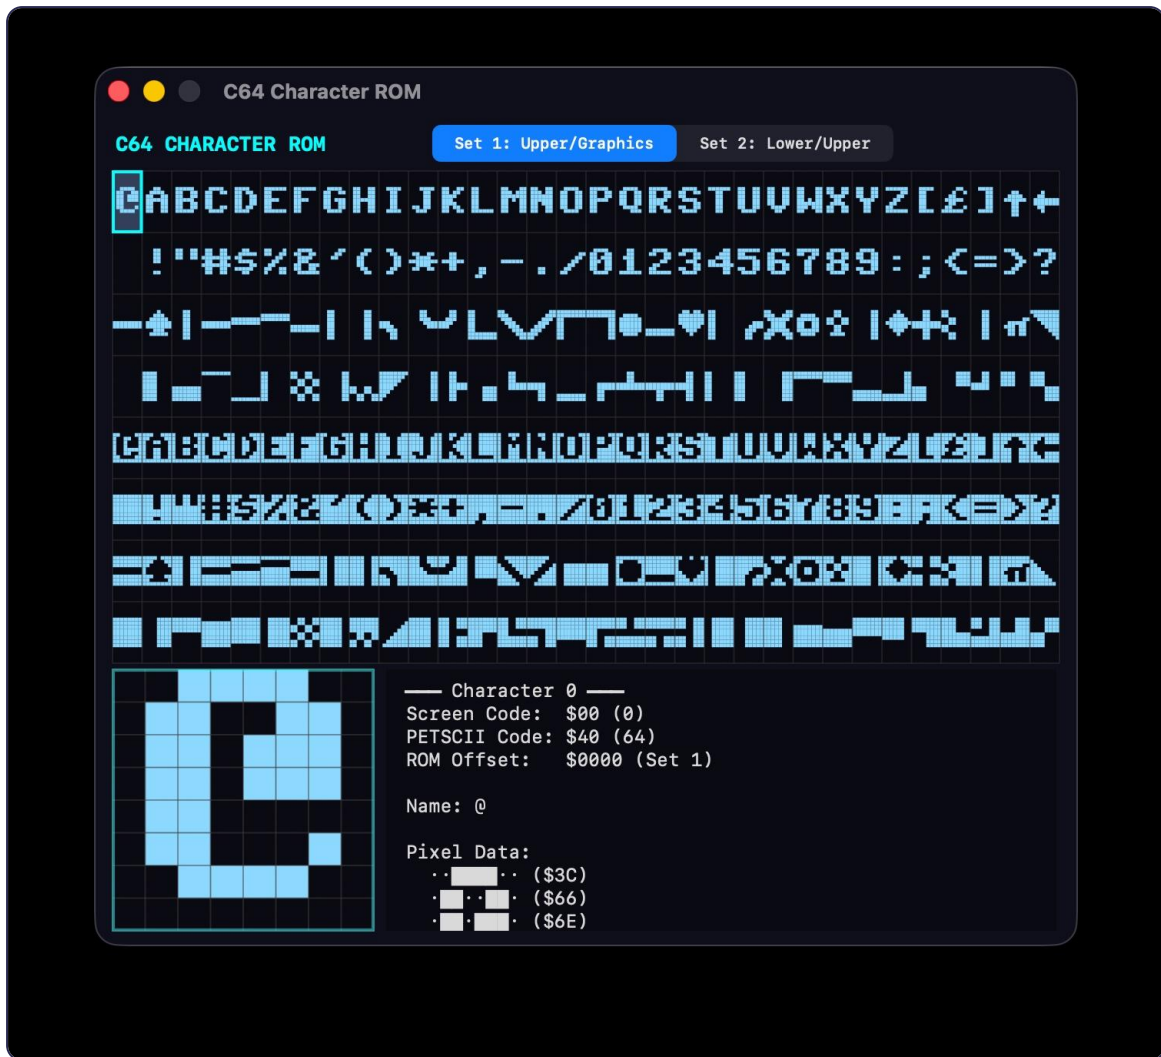 C64 Character ROM
C64 CHARACTER ROM
Set 1: Upper/Graphics
Set 2: Lower/Upper
@ABCDEFGHIJKLMNOPQRSTUVWXYZ[£]↑←
!"#$%&´()*+,-./0123456789:;<=>?
@ABCDEFGHIJKLMNOPQRSTUVWXYZ[£]↑←
!"#$%&´()*+,-./0123456789:;<=>?
—— Character 0 ——
Screen Code: $00 (0)
PETSCII Code: $40 (64)
ROM Offset: $0000 (Set 1)
Name: @
Pixel Data:
··████·· ($3C)
·██··██· ($66)
·██·███· ($6E)